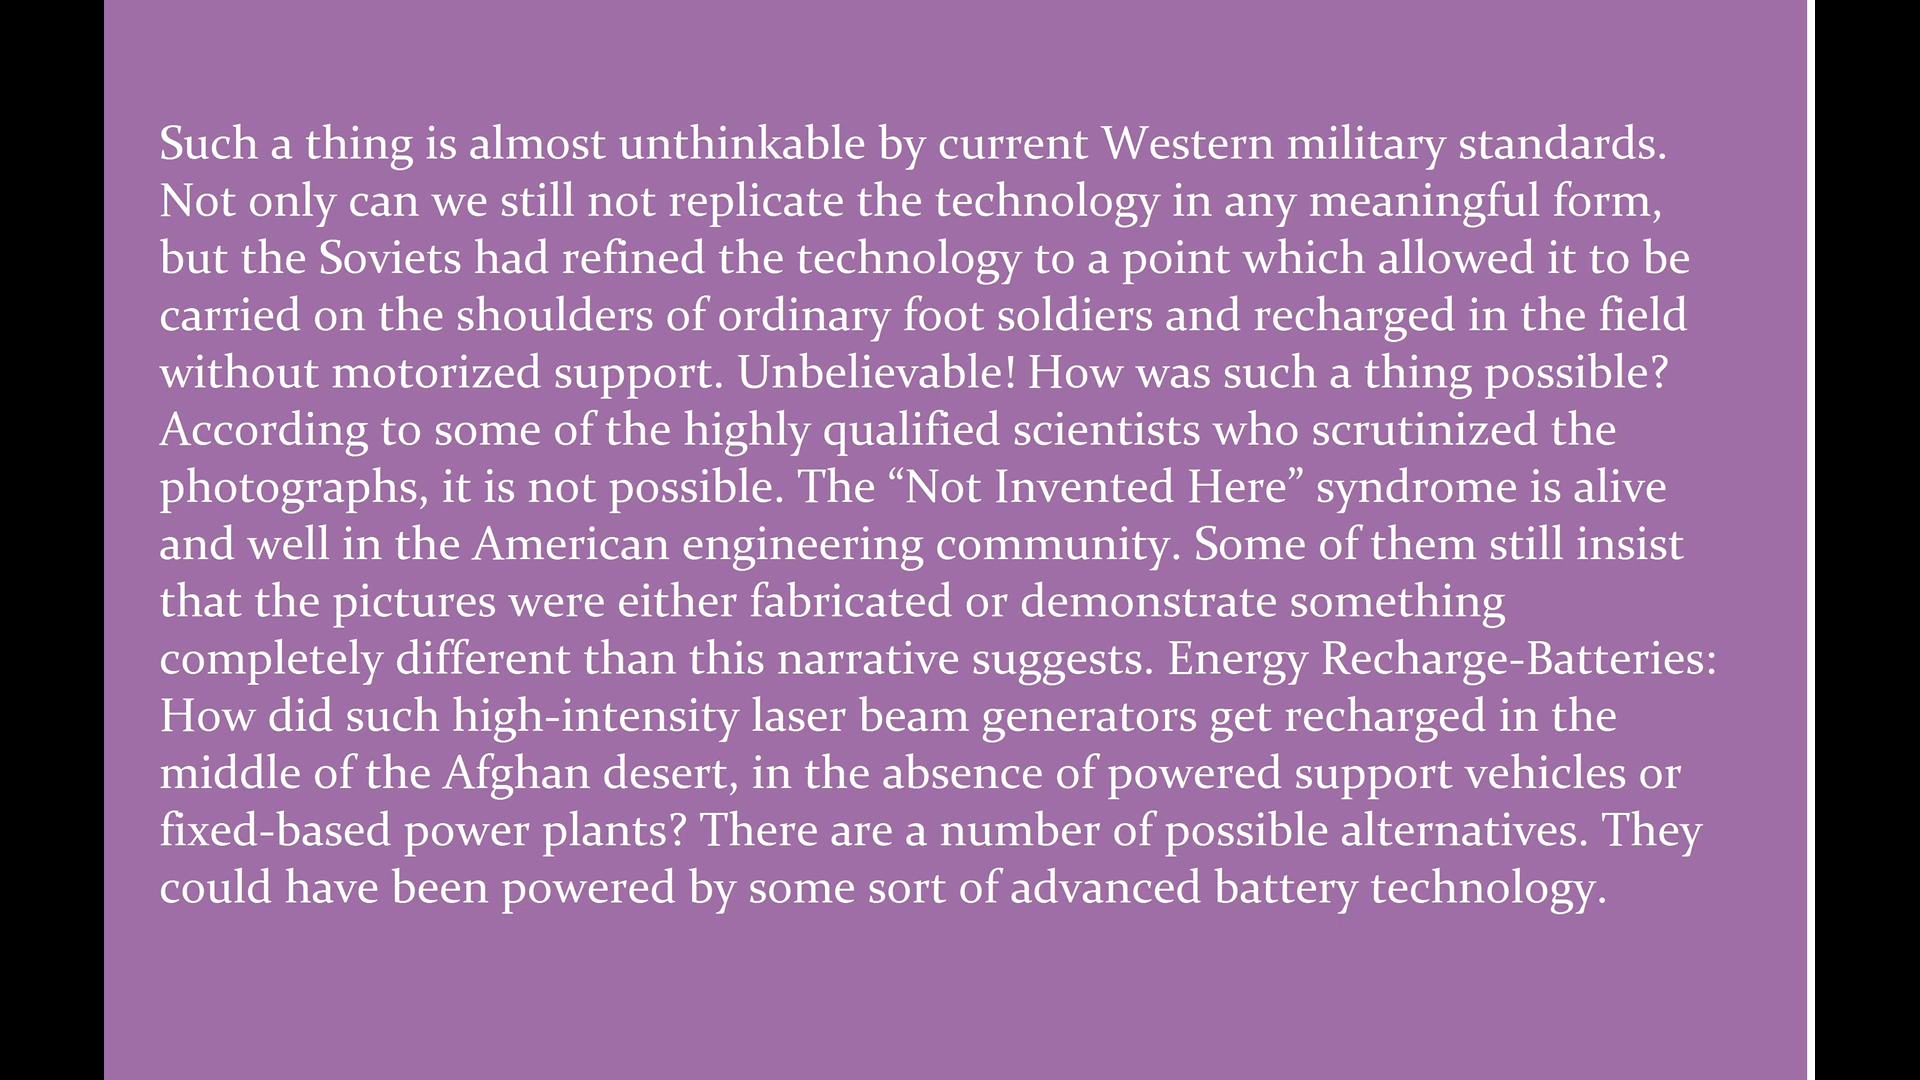 Such a thing is almost unthinkable by current Western military standards.
Not only can we still not replicate the technology in any meaningful form,
but the Soviets had refined the technology to a point which allowed it to be
carried on the shoulders of ordinary foot soldiers and recharged in the field
without motorized support. Unbelievable! How was such a thing possible?
According to some of the highly qualified scientists who scrutinized the
photographs, it is not possible. The “Not Invented Here” syndrome is alive
and well in the American engineering community. Some of them still insist
that the pictures were either fabricated or demonstrate something
completely different than this narrative suggests. Energy Recharge-Batteries:
How did such high-intensity laser beam generators get recharged in the
middle of the Afghan desert, in the absence of powered support vehicles or
fixed-based power plants? There are a number of possible alternatives. They
could have been powered by some sort of advanced battery technology.